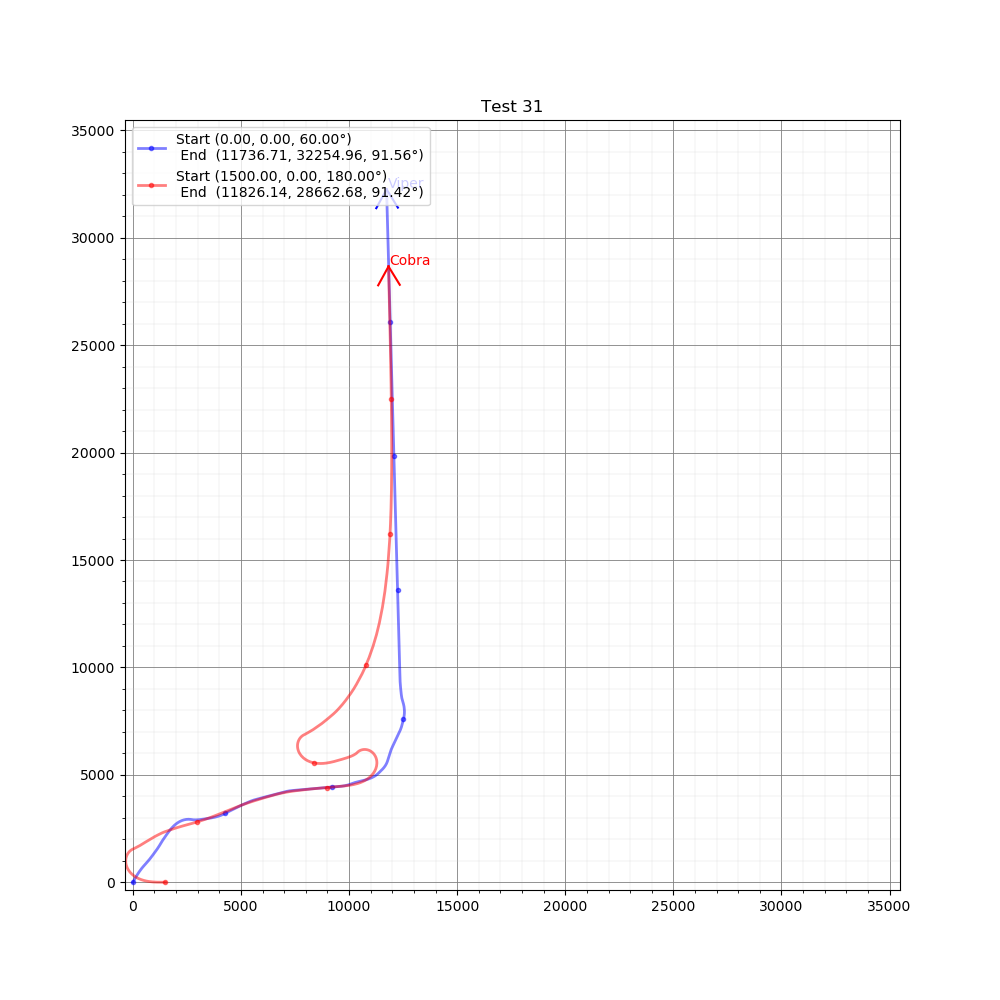 Test 31
Start (0.00, 0.00, 60.00°)
End (11736.71, 32254.96, 91.56°)
Start (1500.00, 0.00, 180.00°)
End (11826.14, 28662.68, 91.42°)
Viper
Cobra
35000
30000
25000
20000
15000
10000
5000
0
0 5000 10000 15000 20000 25000 30000 35000